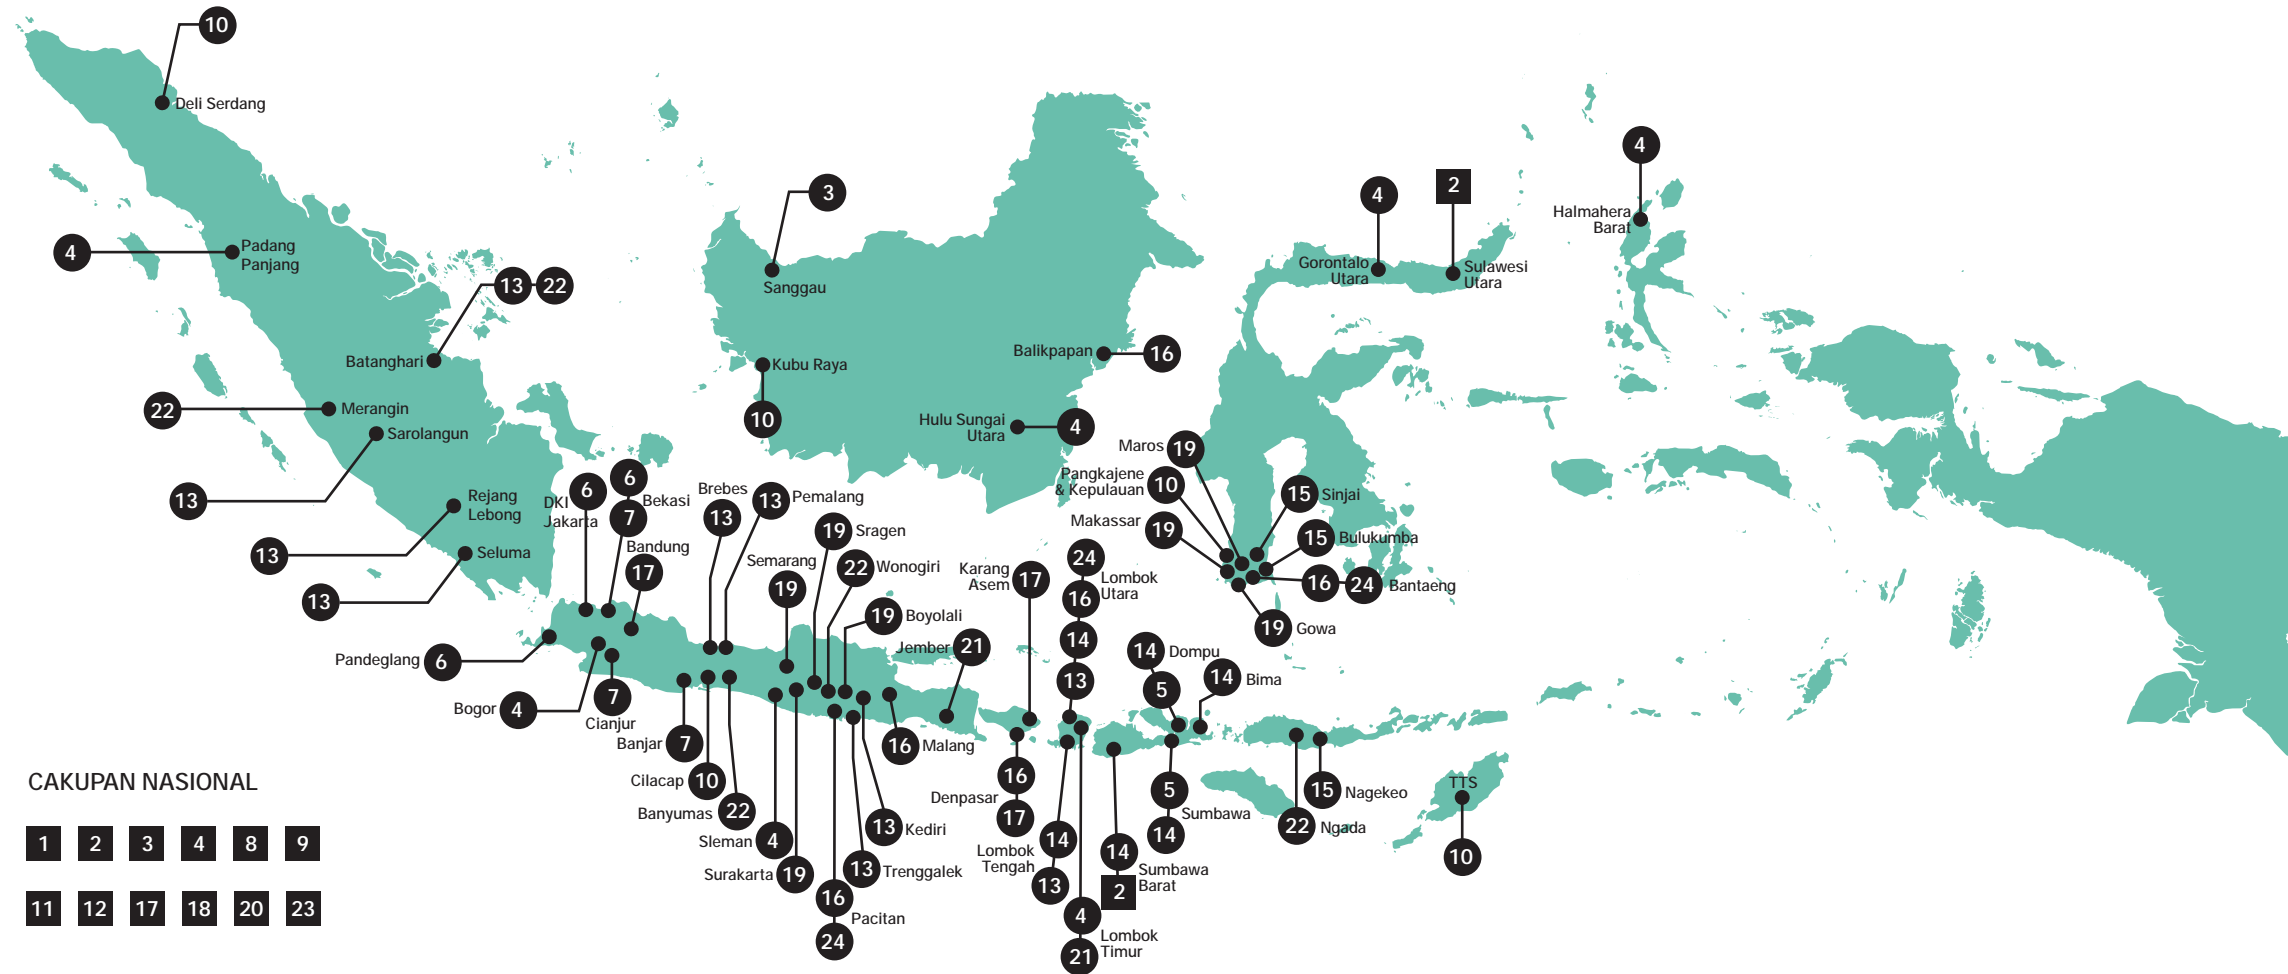 10
Deli Serdang
4
Padang
Panjang
13 22
Batanghari
22
Merangin
Sarolangun
13
Rejang
Lebong
13
Seluma
13
3
Sanggau
Kubu Raya
10
Balikpapan
16
Hulu Sungai
Utara
4
4
Gorontalo
Utara
2
Sulawesi
Utara
4
Halmahera
Barat
Maros
19
Pangkajene
& Kepulauan
10
Makassar
19
15
Sinjai
15
Bulukumba
16 24
Bantaeng
19
Gowa
DKI
Jakarta
6
6
Bekasi
7
Bandung
17
Brebes
13
13
Pemalang
Semarang
19
19
Sragen
22
Wonogiri
19
Boyolali
Jember
21
Pandeglang
6
Bogor
4
7
Cianjur
Banjar
7
Cilacap
10
Banyumas
22
Sleman
4
Surakarta
19
16
Pacitan
24
13
Trenggalek
13
Kediri
16
Malang
Karang
Asem
17
16
Denpasar
17
24
Lombok
Utara
16
14
13
14
Lombok
Tengah
13
4
Lombok
Timur
21
14
Sumbawa
Barat
2
14
Dompu
5
14
Bima
5
Sumbawa
14
22
Ngada
15
Nagekeo
TTS
10
CAKUPAN NASIONAL
1 2 3 4 8 9
11 12 17 18 20 23